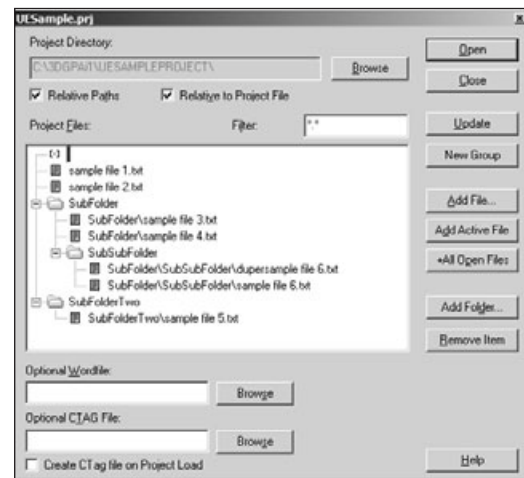 UESample.prj
x
Project Directory:
C:\3DGPAI1\UESAMPLEPROJECT\
Browse
Relative Paths
Relative to Project File
Project Files:
Filter:
*.*
[-]
sample file 1.txt
sample file 2.txt
SubFolder
SubFolder\sample file 3.txt
SubFolder\sample file 4.txt
SubSubFolder
SubFolder\SubSubFolder\dupersample file 6.txt
SubFolder\SubSubFolder\sample file 6.txt
SubFolderTwo
SubFolderTwo\sample file 5.txt
Optional Wordfile:
Browse
Optional CTAG File:
Browse
Create CTag file on Project Load
Open
Close
Update
New Group
Add File...
Add Active File
+All Open Files
Add Folder...
Remove Item
Help